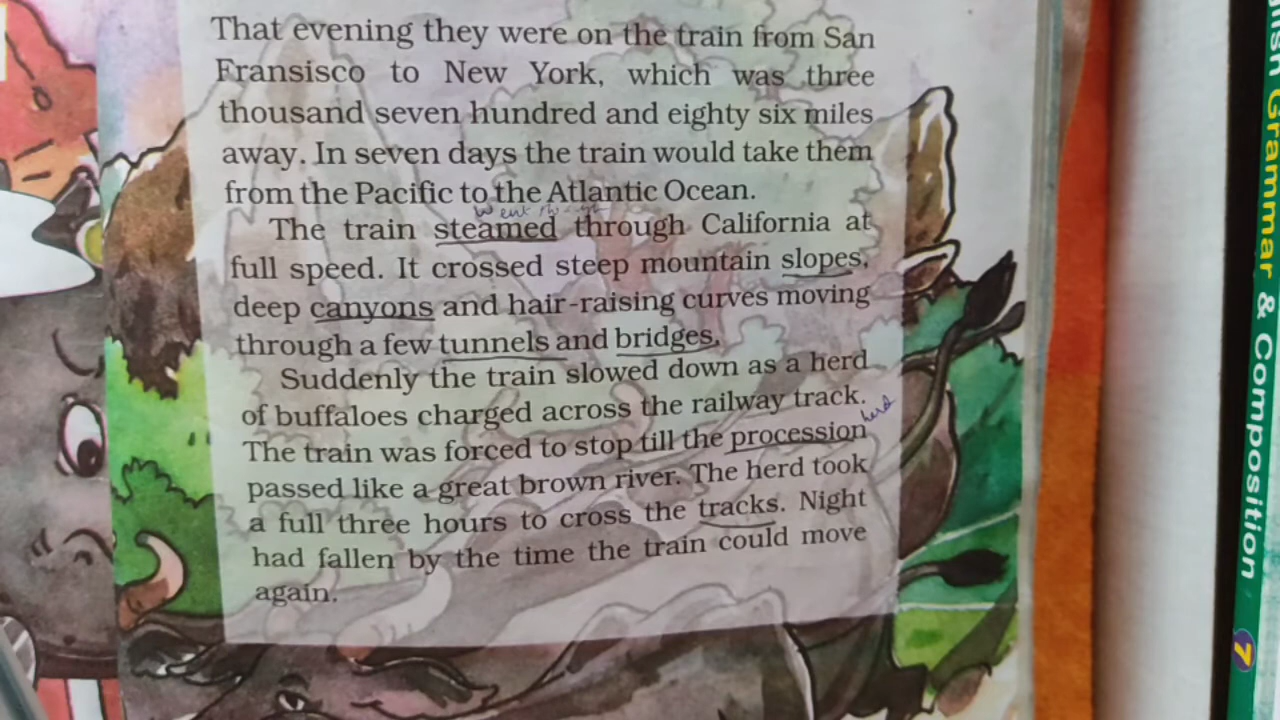 That evening they were on the train from San
Fransisco to New York, which was three
thousand seven hundred and eighty six miles
away. In seven days the train would take them
from the Pacific to the Atlantic Ocean.
went through
The train steamed through California at
full speed. It crossed steep mountain slopes,
deep canyons and hair-raising curves moving
through a few tunnels and bridges.
Suddenly the train slowed down as a herd
of buffaloes charged across the railway track.
herd
The train was forced to stop till the procession
passed like a great brown river. The herd took
a full three hours to cross the tracks. Night
had fallen by the time the train could move
again.
Grammar & Composition 7